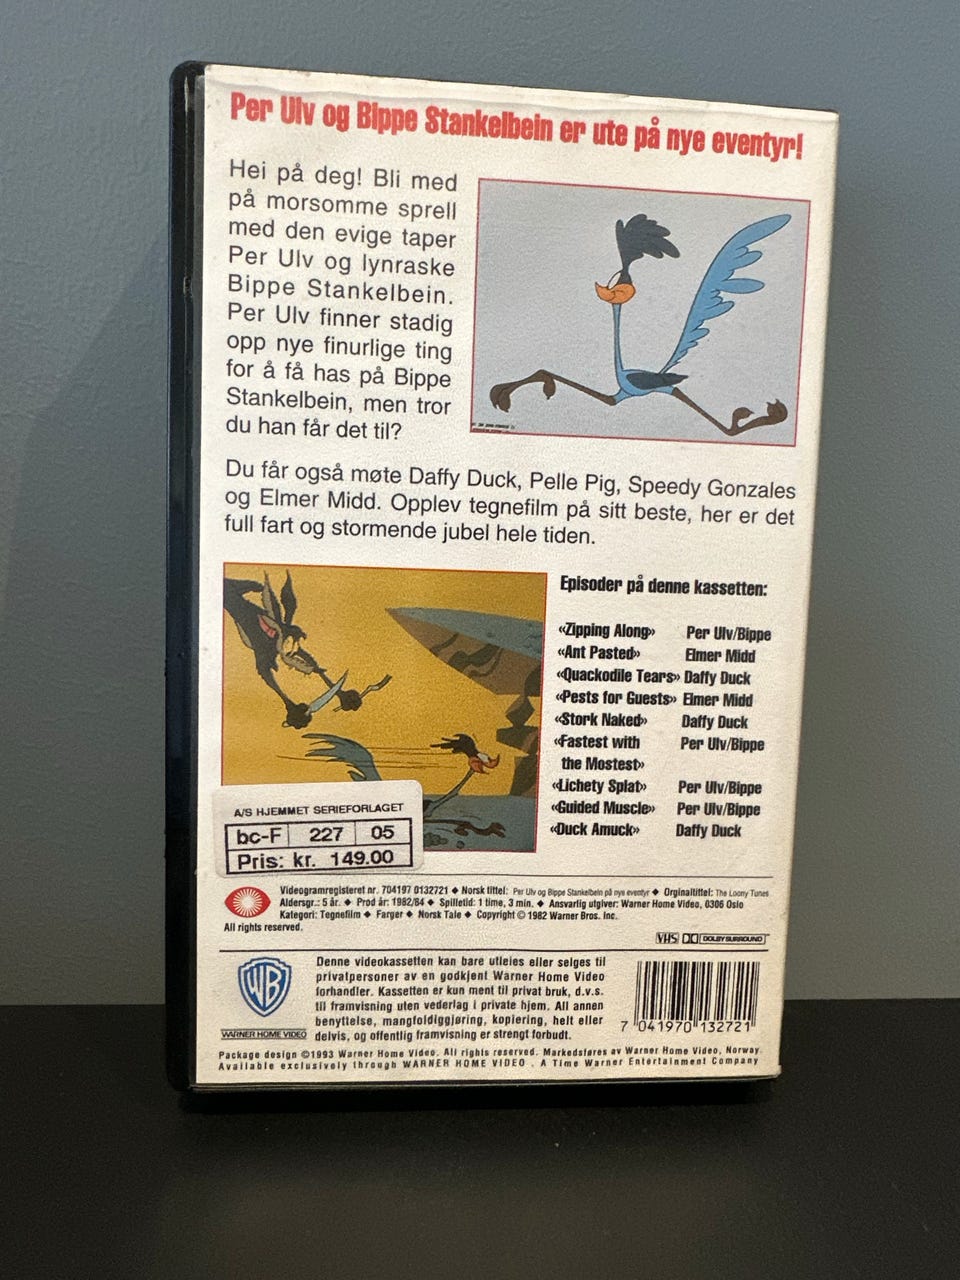 Per Ulv og Bippe Stankelbein er ute på nye eventyr!
Hei på deg! Bli med
på morsomme sprell
med den evige taper
Per Ulv og lynraske
Bippe Stankelbein.
Per Ulv finner stadig
opp nye finurlige ting
for å få has på Bippe
Stankelbein, men tror
du han får det til?
Du får også møte Daffy Duck, Pelle Pig, Speedy Gonzales
og Elmer Midd. Opplev tegnefilm på sitt beste, her er det
full fart og stormende jubel hele tiden.
Episoder på denne kassetten:
«Zipping Along» Per Ulv/Bippe
«Ant Pasted» Elmer Midd
«Quackodile Tears» Daffy Duck
«Pests for Guests» Elmer Midd
«Stork Naked» Daffy Duck
«Fastest with Per Ulv/Bippe
the Mostest»
«Lichety Splat» Per Ulv/Bippe
«Guided Muscle» Per Ulv/Bippe
«Duck Amuck» Daffy Duck
A/S HJEMMET SERIEFORLAGET
bc-F 227 05
Pris: kr. 149.00
Videogramregisteret nr. 704197 0132721 ◆ Norsk tittel: Per Ulv og Bippe Stankelbein på nye eventyr ◆ Orginaltittel: The Loony Tunes
Aldersgr.: 5 år. ◆ Prod år: 1982/84 ◆ Spilletid: 1 time, 3 min. ◆ Ansvarlig utgiver: Warner Home Video, 0306 Oslo
Kategori: Tegnefilm ◆ Farger ◆ Norsk Tale ◆ Copyright © 1982 Warner Bros. Inc.
All rights reserved.
VHS DOLBY SURROUND
WB
WARNER HOME VIDEO
Denne videokassetten kan bare utleies eller selges til
privatpersoner av en godkjent Warner Home Video
forhandler. Kassetten er kun ment til privat bruk, d.v.s.
til framvisning uten vederlag i private hjem. All annen
benyttelse, mangfoldiggjøring, kopiering, helt eller
delvis, og offentlig framvisning er strengt forbudt.
7 041970 132721
Package design ©1993 Warner Home Video. All rights reserved. Markedsføres av Warner Home Video, Norway.
Available exclusively through WARNER HOME VIDEO . A Time Warner Entertainment Company